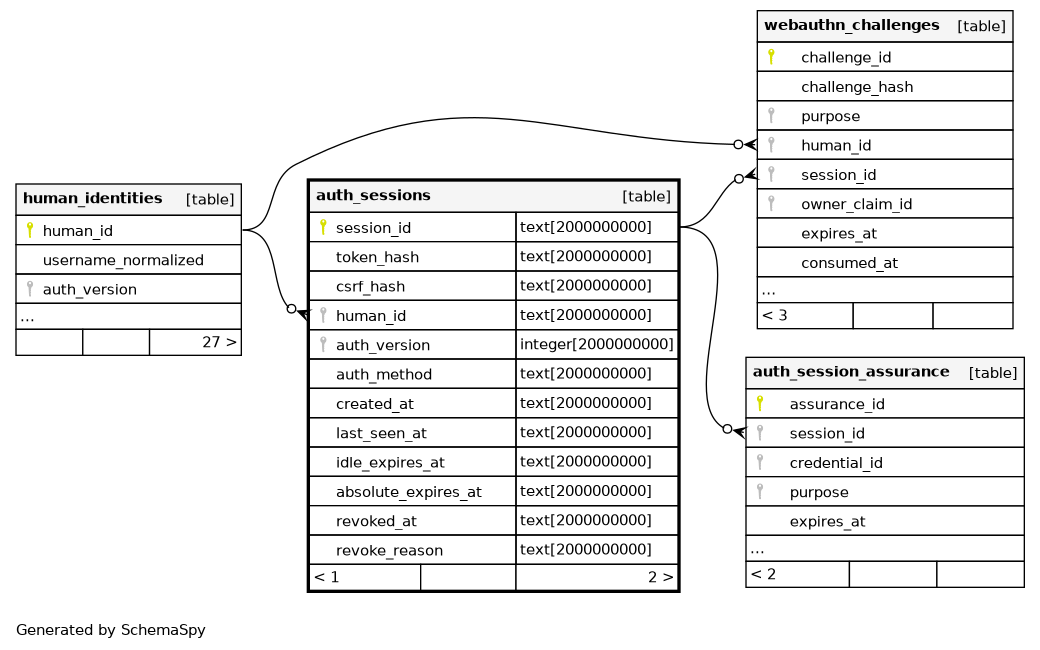 webauthn_challenges [table]
challenge_id
challenge_hash
purpose
human_id
session_id
owner_claim_id
expires_at
consumed_at
...
< 3
human_identities [table]
human_id
username_normalized
auth_version
...
27 >
auth_sessions [table]
session_id text[2000000000]
token_hash text[2000000000]
csrf_hash text[2000000000]
human_id text[2000000000]
auth_version integer[2000000000]
auth_method text[2000000000]
created_at text[2000000000]
last_seen_at text[2000000000]
idle_expires_at text[2000000000]
absolute_expires_at text[2000000000]
revoked_at text[2000000000]
revoke_reason text[2000000000]
< 1 2 >
auth_session_assurance [table]
assurance_id
session_id
credential_id
purpose
expires_at
...
< 2
Generated by SchemaSpy